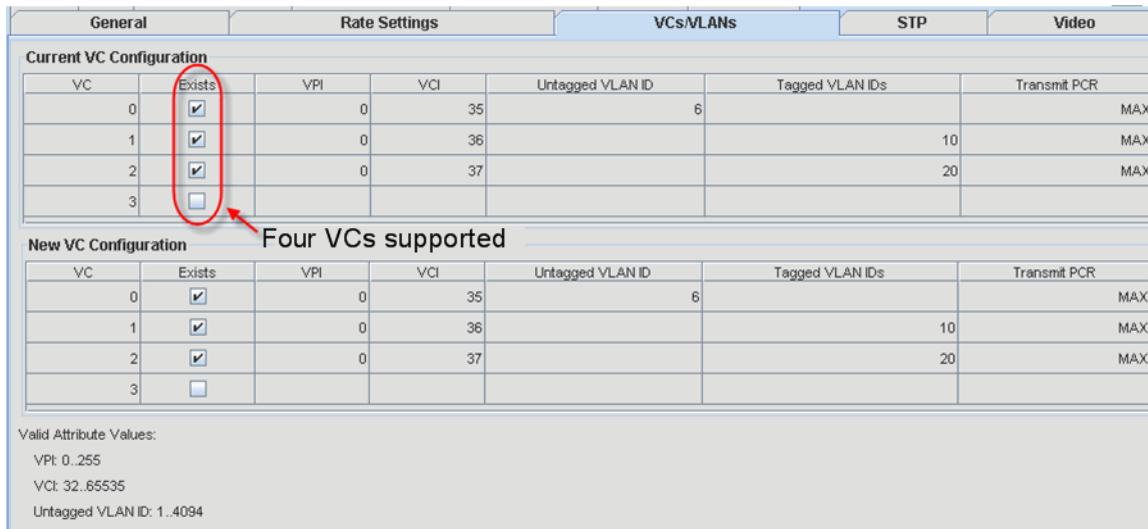 General Rate Settings VCs/VLANs STP Video
Current VC Configuration
VC Exists VPI VCI Untagged VLAN ID Tagged VLAN IDs Transmit PCR
0 0 35 6 MAX
1 0 36 10 MAX
2 0 37 20 MAX
3
Four VCs supported
New VC Configuration
VC Exists VPI VCI Untagged VLAN ID Tagged VLAN IDs Transmit PCR
0 0 35 6 MAX
1 0 36 10 MAX
2 0 37 20 MAX
3
Valid Attribute Values:
VPI: 0..255
VCI: 32..65535
Untagged VLAN ID: 1..4094